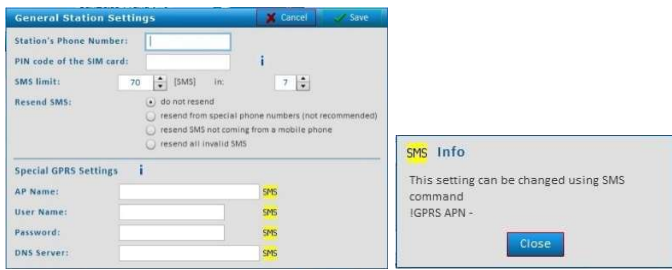 General Station Settings
Cancel
Save
Station's Phone Number:
PIN code of the SIM card:
i
SMS limit:
70
[SMS]
in:
7
Resend SMS:
do not resend
resend from special phone numbers (not recommended)
resend SMS not coming from a mobile phone
resend all invalid SMS
Special GPRS Settings
i
AP Name:
SMS
User Name:
SMS
Password:
SMS
DNS Server:
SMS
SMS Info
This setting can be changed using SMS
command
!GPRS APN -
Close